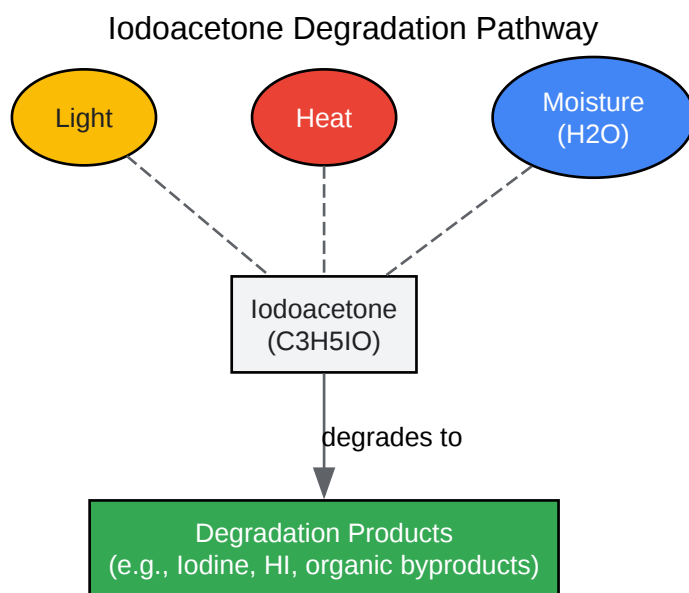 Iodoacetone Degradation Pathway
Light
Heat
Moisture
(H2O)
Iodoacetone
(C3H5IO)
degrades to
Degradation Products
(e.g., Iodine, HI, organic byproducts)